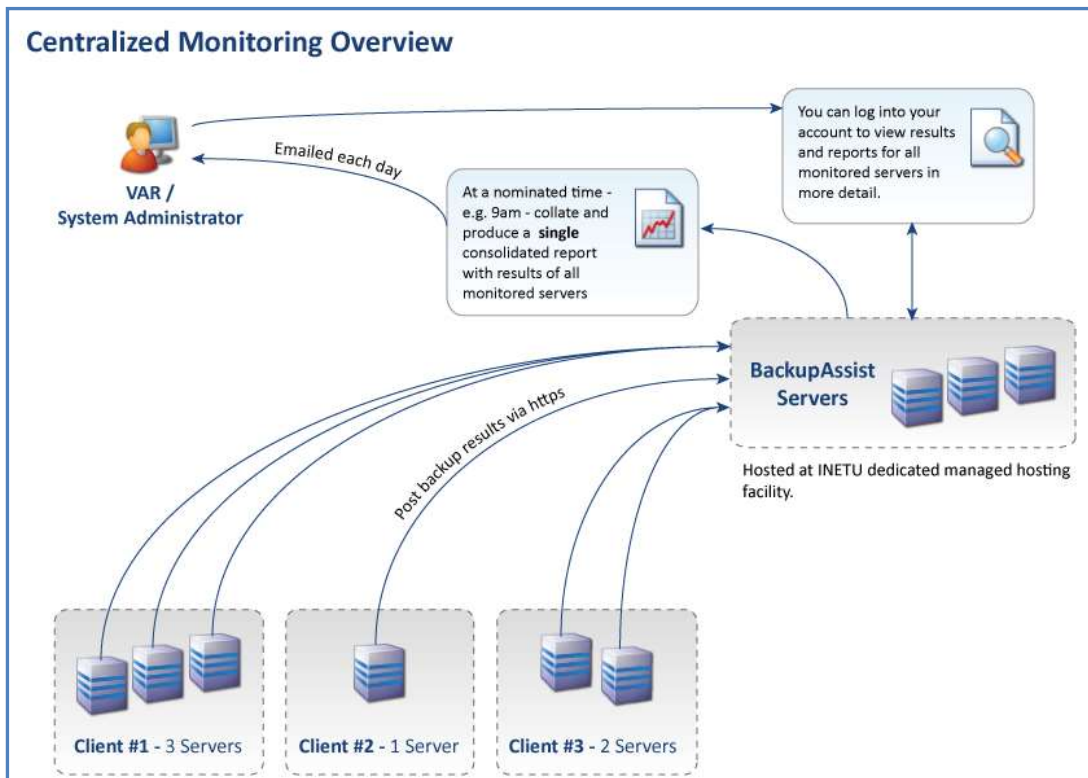 Centralized Monitoring Overview
You can log into your
account to view results
and reports for all
monitored servers in
more detail.
Emailed each day
VAR /
System Administrator
At a nominated time -
e.g. 9am - collate and
produce a single
consolidated report
with results of all
monitored servers
BackupAssist
Servers
Post backup results via https
Hosted at INETU dedicated managed hosting
facility.
Client #1 - 3 Servers
Client #2 - 1 Server
Client #3 - 2 Servers